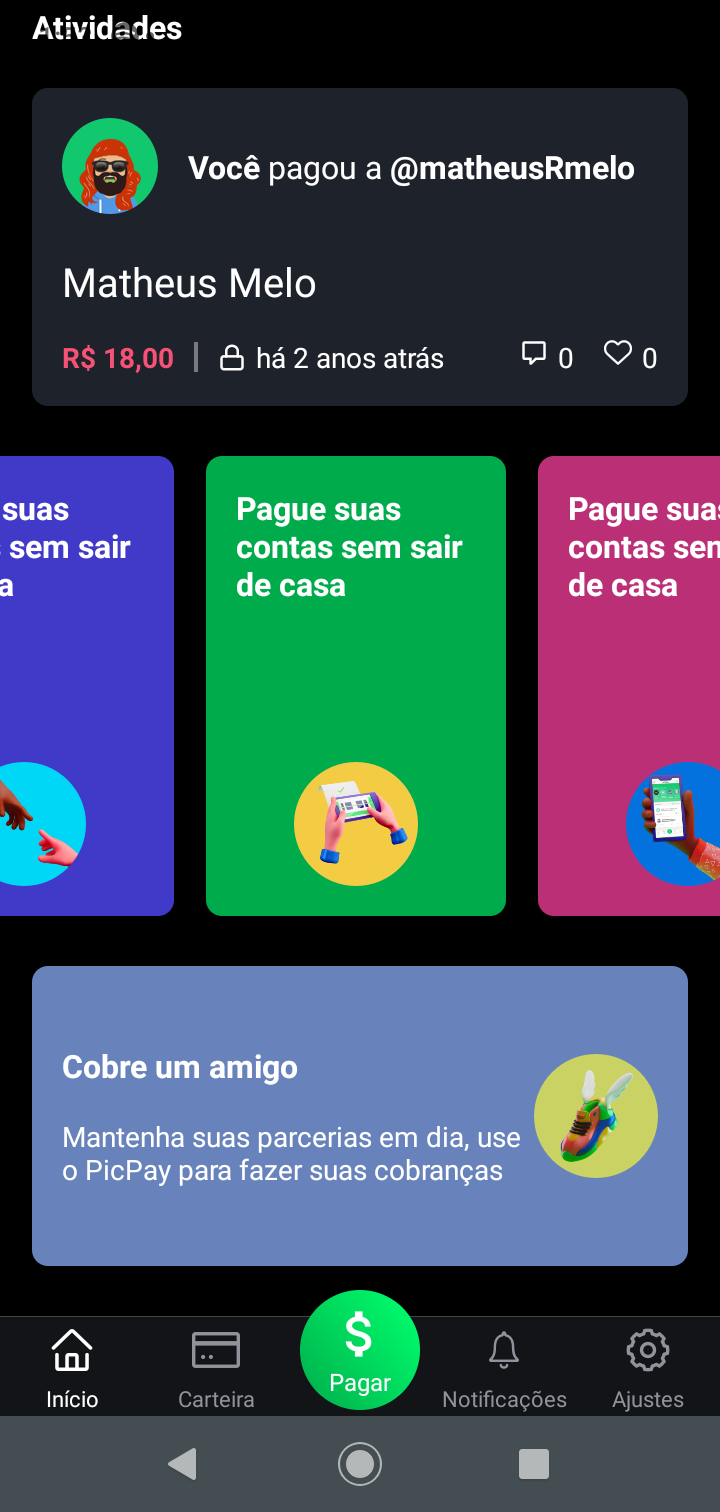 Atividades
Você pagou a @matheusRmelo
Matheus Melo
R$ 18,00 há 2 anos atrás 0 0
suas
sem sair
a
Pague suas
contas sem sair
de casa
Pague suas
contas sem
de casa
Cobre um amigo
Mantenha suas parcerias em dia, use
o PicPay para fazer suas cobranças
$
Pagar
Início Carteira Notificações Ajustes